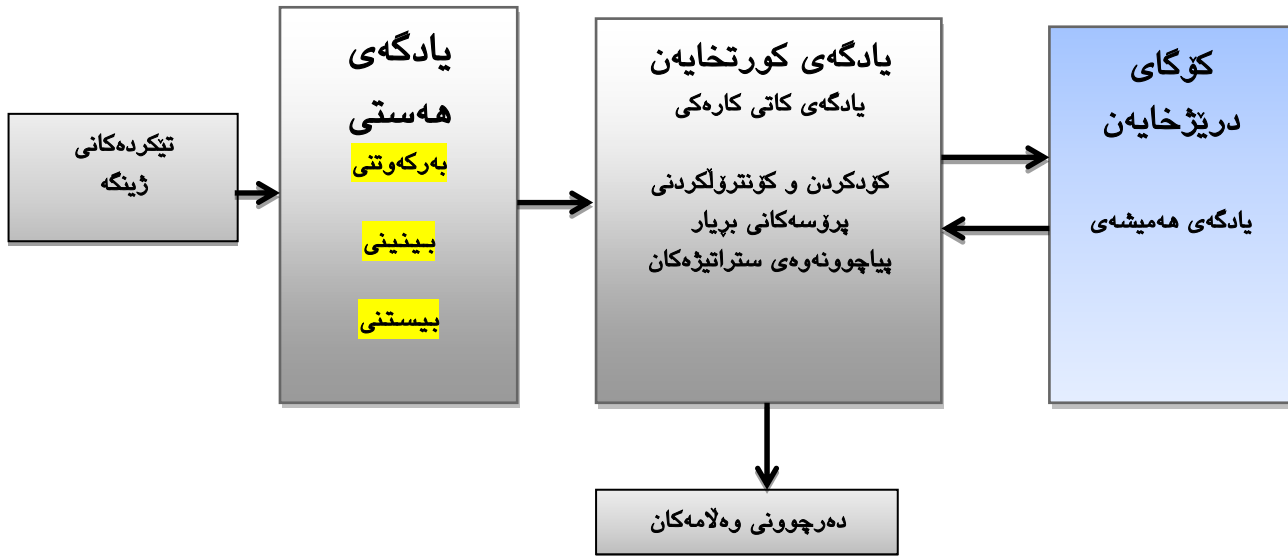 تێکردەکانی
ژینگە
یادگەی
هەستی
بەرکەوتنی
بینینی
بیستنی
یادگەی کورتخایەن
یادگەی کاتی کارەکی
کۆدکردن و کۆنترۆڵکردنی
پرۆسەکانی بڕیار
پیاچوونەوەی ستراتیژەکان
کۆگای
درێژخایەن
یادگەی هەمیشەی
دەرچوونی وەڵامەکان